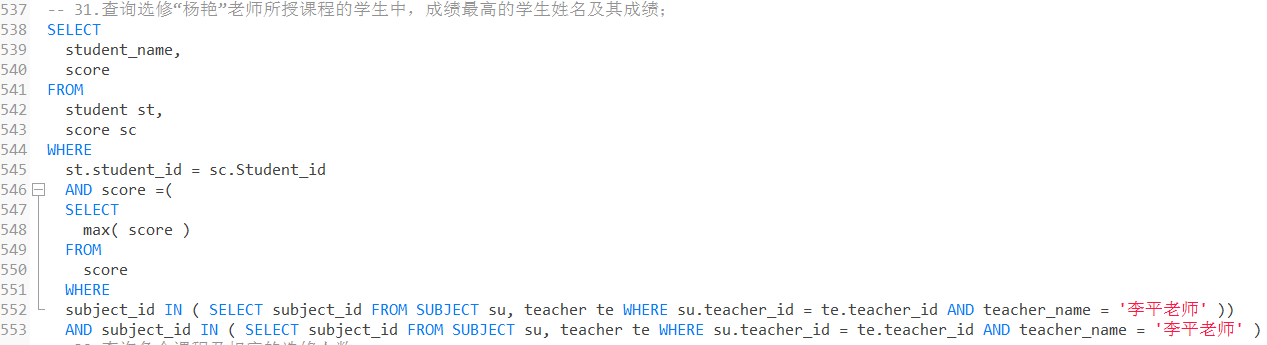 537 -- 31.查询选修“杨艳”老师所授课程的学生中，成绩最高的学生姓名及其成绩；
538 SELECT
539 student_name,
540 score
541 FROM
542 student st,
543 score sc
544 WHERE
545 st.student_id = sc.Student_id
546 AND score =(
547 SELECT
548 max( score )
549 FROM
550 score
551 WHERE
552 subject_id IN ( SELECT subject_id FROM SUBJECT su, teacher te WHERE su.teacher_id = te.teacher_id AND teacher_name = '李平老师' ))
553 AND subject_id IN ( SELECT subject_id FROM SUBJECT su, teacher te WHERE su.teacher_id = te.teacher_id AND teacher_name = '李平老师' )